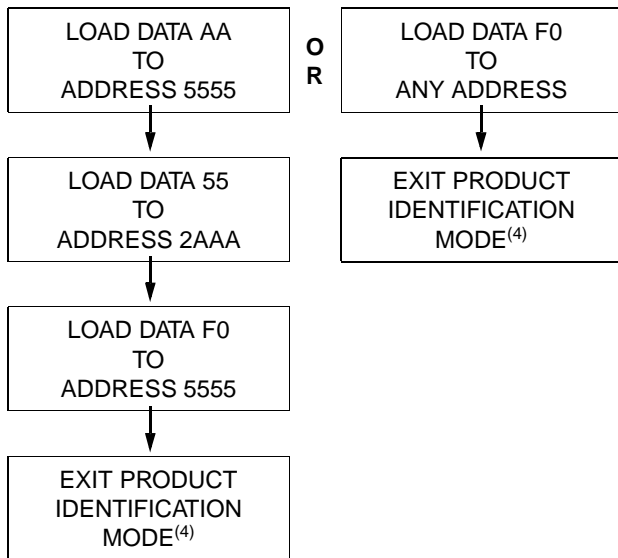 LOAD DATA AA
TO
ADDRESS 5555
LOAD DATA 55
TO
ADDRESS 2AAA
LOAD DATA F0
TO
ADDRESS 5555
EXIT PRODUCT
IDENTIFICATION
MODE(4)
O
R
LOAD DATA F0
TO
ANY ADDRESS
EXIT PRODUCT
IDENTIFICATION
MODE(4)